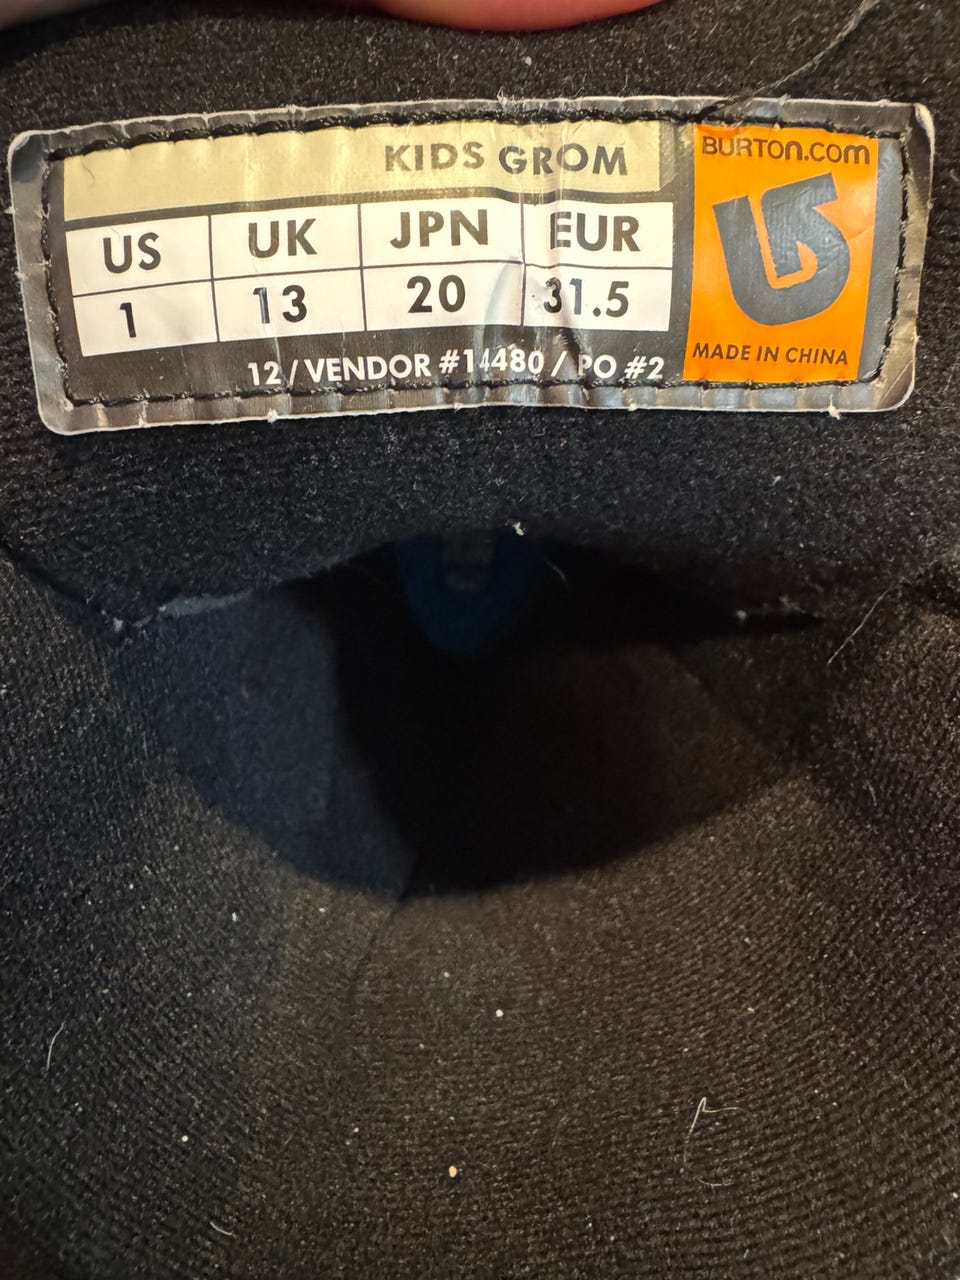 KIDS GROM
BURTON.COM
US UK JPN EUR
1 13 20 31.5
MADE IN CHINA
12 / VENDOR #14480 / PO #2